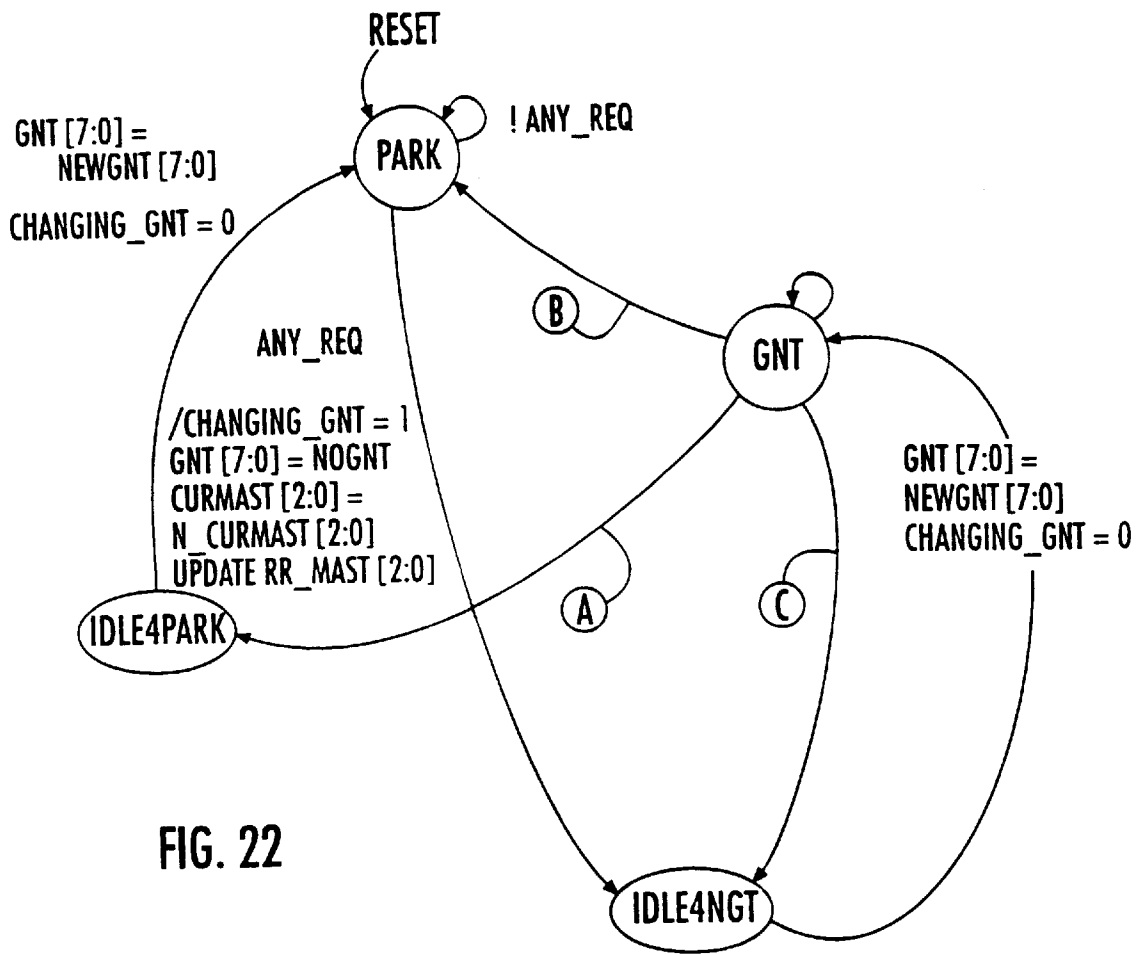 RESET
GNT [7:0] =
NEWGNT [7:0]
CHANGING_GNT = 0
PARK
! ANY_REQ
B
GNT
ANY_REQ
/CHANGING_GNT = 1
GNT [7:0] = NOGNT
CURMAST [2:0] =
N_CURMAST [2:0]
UPDATE RR_MAST [2:0]
GNT [7:0] =
NEWGNT [7:0]
CHANGING_GNT = 0
A
C
IDLE4PARK
FIG. 22
IDLE4NGT